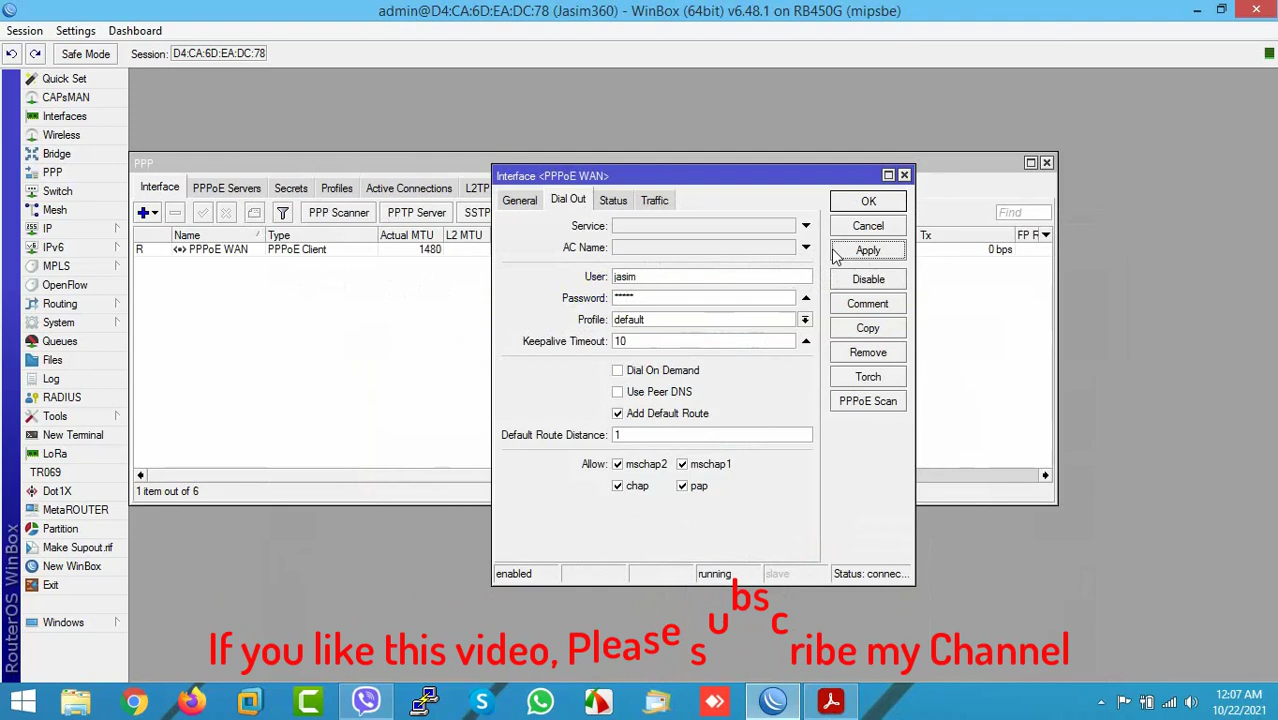 admin@D4:CA:6D:EA:DC:78 (Jasim360) - WinBox (64bit) v6.48.1 on RB450G (mipsbe)
Session Settings Dashboard
Safe Mode Session: D4:CA:6D:EA:DC:78
Quick Set
CAPsMAN
Interfaces
Wireless
Bridge
PPP
Switch
Mesh
IP
IPv6
MPLS
OpenFlow
Routing
System
Queues
Files
Log
RADIUS
Tools
New Terminal
LoRa
TR069
Dot1X
MetaROUTER
Partition
Make Supout.rif
New WinBox
Exit
Windows
RouterOS WinBox
PPP
Interface PPPoE Servers Secrets Profiles Active Connections L2TP
PPP Scanner PPTP Server SSTP Find
Name Type Actual MTU L2 MTU Tx FP R
R PPPoE WAN PPPoE Client 1480 0 bps
1 item out of 6
Interface <PPPoE WAN>
General Dial Out Status Traffic
Service:
AC Name:
User: jasim
Password: *****
Profile: default
Keepalive Timeout: 10
Dial On Demand
Use Peer DNS
Add Default Route
Default Route Distance: 1
Allow: mschap2 mschap1
chap pap
OK
Cancel
Apply
Disable
Comment
Copy
Remove
Torch
PPPoE Scan
enabled running slave Status: connec...
If you like this video, Please subscribe my Channel
12:07 AM
10/22/2021